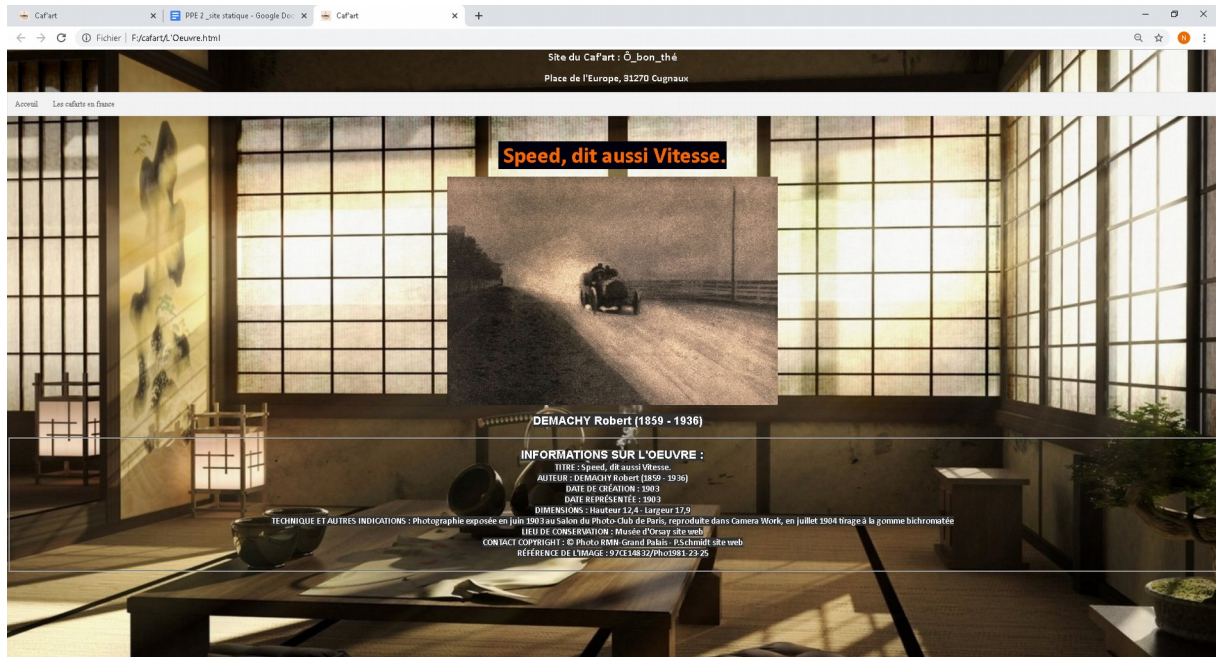 Caf'art
PPE 2 _site statique - Google Doc
Caf'art
Fichier | F:/cafart/L'Oeuvre.html
N
Site du Caf'art : Ô_bon_thé
Place de l'Europe, 31270 Cugnaux
Acceuil Les cafarts en france
Speed, dit aussi Vitesse.
DEMACHY Robert (1859 - 1936)
INFORMATIONS SUR L'OEUVRE :
TITRE : Speed, dit aussi Vitesse.
AUTEUR : DEMACHY Robert (1859 - 1936)
DATE DE CRÉATION : 1903
DATE REPRÉSENTÉE : 1903
DIMENSIONS : Hauteur 12,4 - Largeur 17,9
TECHNIQUE ET AUTRES INDICATIONS : Photographie exposée en juin 1903 au Salon du Photo-Club de Paris, reproduite dans Camera Work, en juillet 1904 tirage à la gomme bichromatée
LIEU DE CONSERVATION : Musée d'Orsay site web
CONTACT COPYRIGHT : © Photo RMN-Grand Palais - P.Schmidt site web
RÉFÉRENCE DE L'IMAGE : 97CE14832/Pho1981-23-25